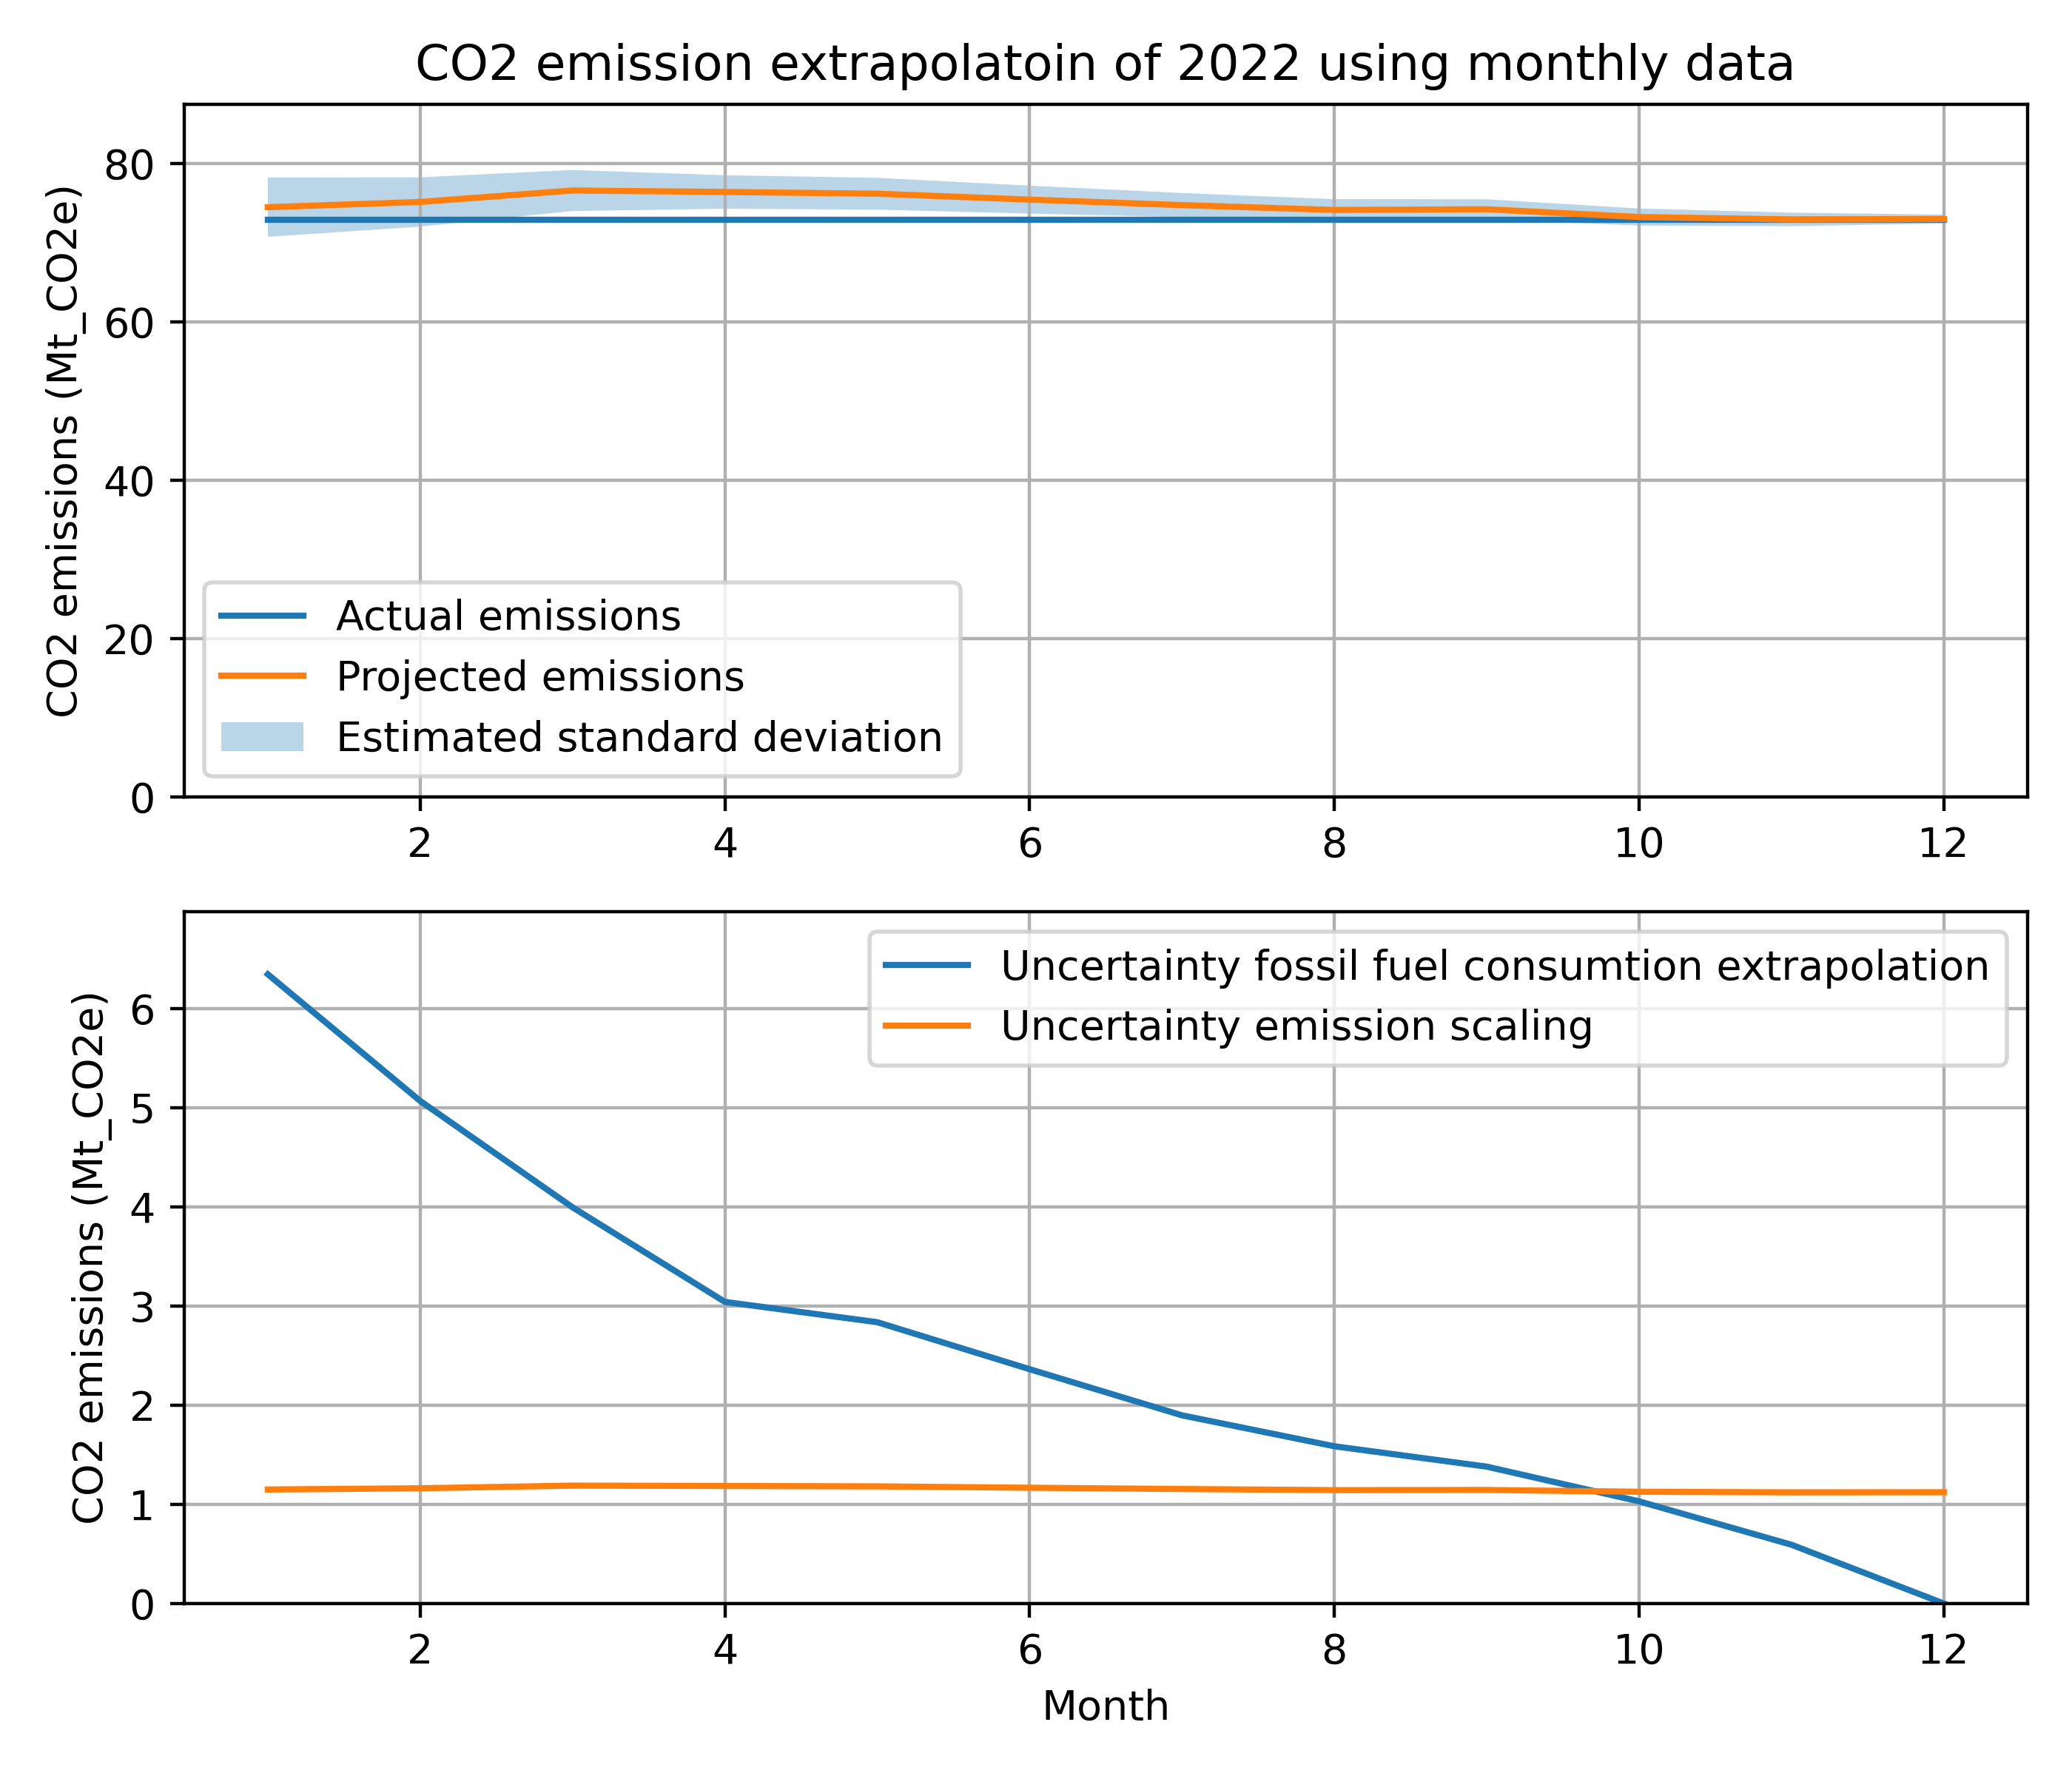 CO2 emission extrapolatoin of 2022 using monthly data
CO2 emissions (Mt_CO2e)
80
60
40
20
0
Actual emissions
Projected emissions
Estimated standard deviation
2 4 6 8 10 12
CO2 emissions (Mt_CO2e)
6
5
4
3
2
1
0
Uncertainty fossil fuel consumtion extrapolation
Uncertainty emission scaling
2 4 6 8 10 12
Month